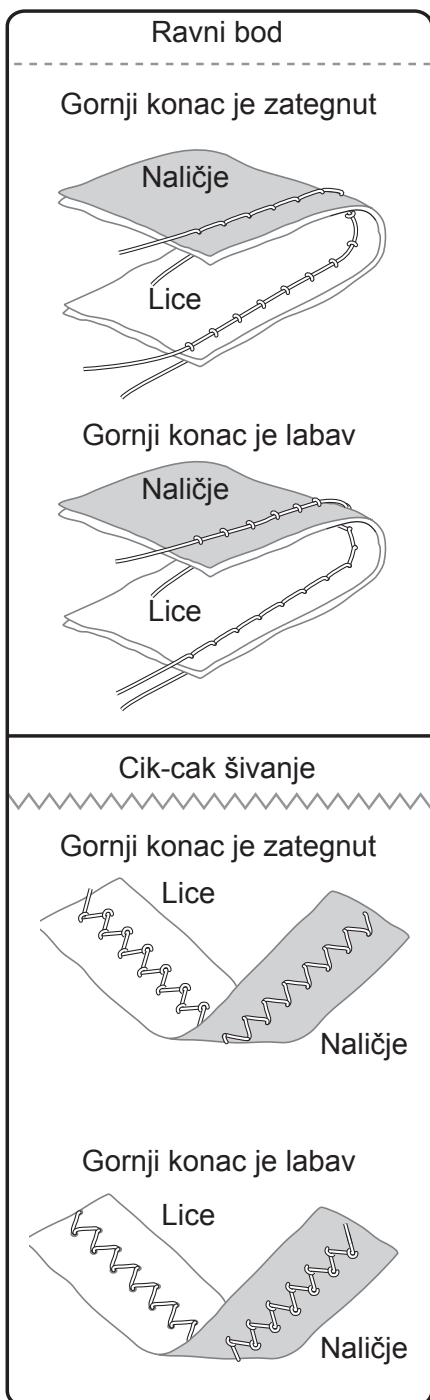 Ravni bod
Gornji konac je zategnut
Naličje
Lice
Gornji konac je labav
Naličje
Lice
Cik-cak šivanje
Gornji konac je zategnut
Lice
Naličje
Gornji konac je labav
Lice
Naličje